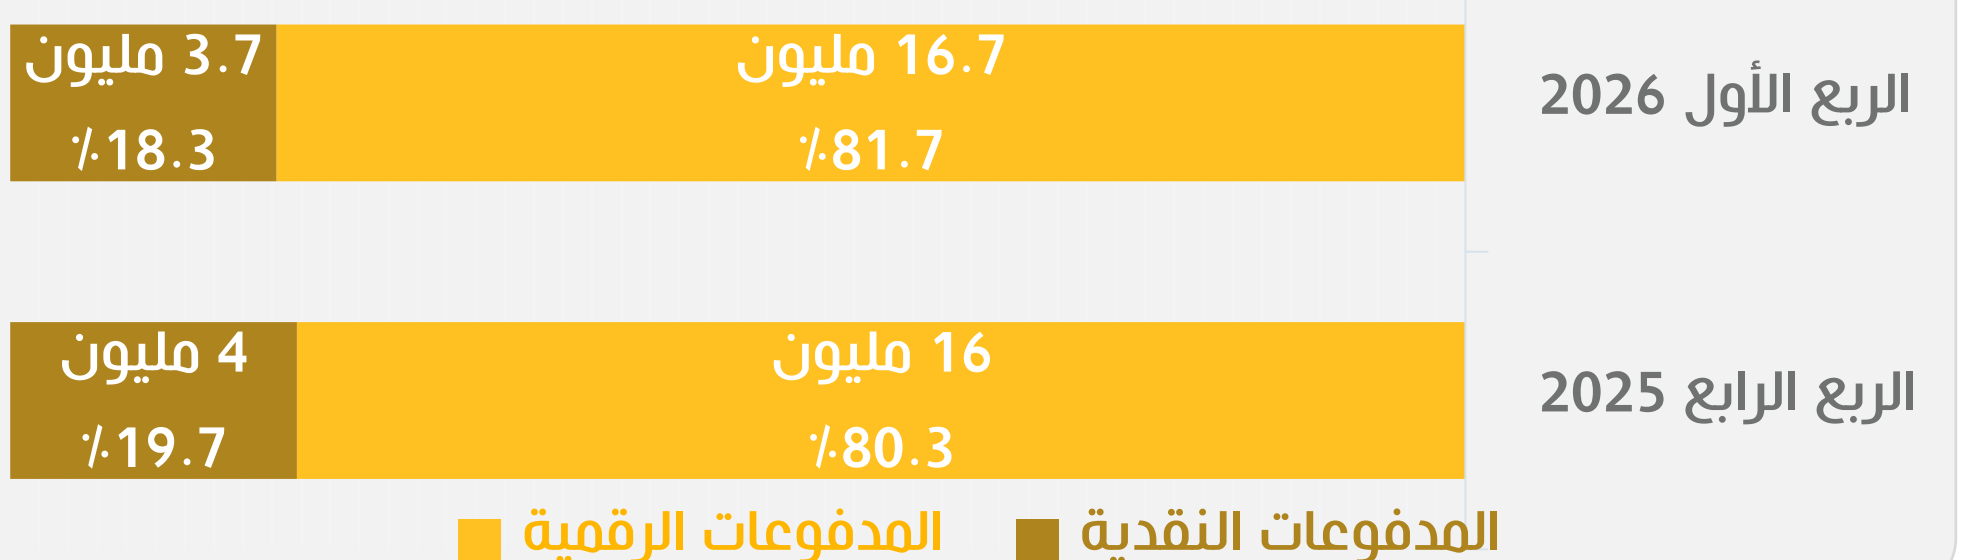 الربع الأول 2026
16.7 مليون
81.7٪
3.7 مليون
18.3٪
الربع الرابع 2025
16 مليون
80.3٪
4 مليون
19.7٪
المدفوعات النقدية
المدفوعات الرقمية